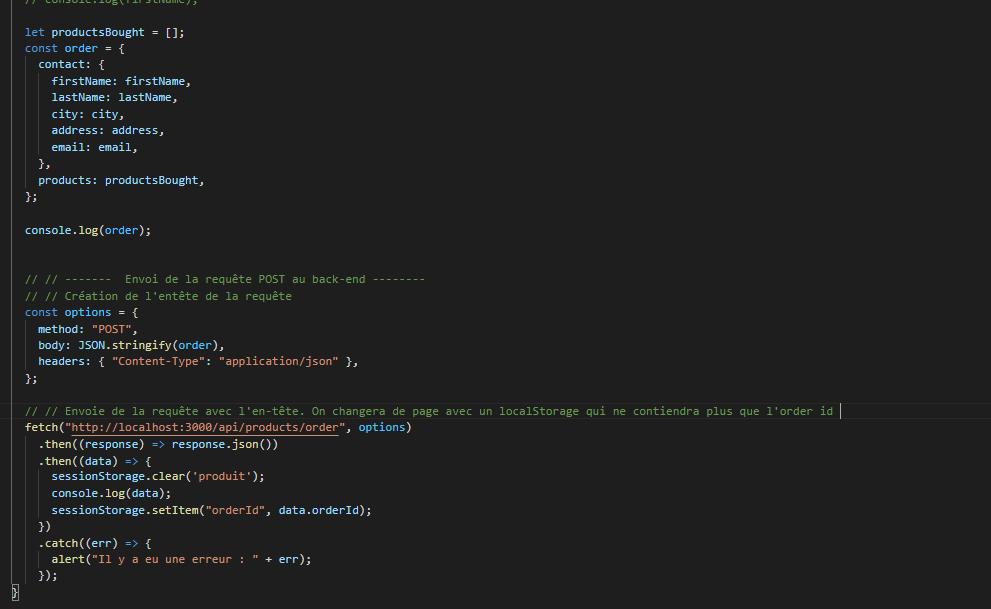 // console.log(firstName);
let productsBought = [];
const order = {
contact: {
firstName: firstName,
lastName: lastName,
city: city,
address: address,
email: email,
},
products: productsBought,
};
console.log(order);
// // ------- Envoi de la requête POST au back-end --------
// // Création de l'entête de la requête
const options = {
method: "POST",
body: JSON.stringify(order),
headers: { "Content-Type": "application/json" },
};
// // Envoie de la requête avec l'en-tête. On changera de page avec un localStorage qui ne contiendra plus que l'order id
fetch("http://localhost:3000/api/products/order", options)
.then((response) => response.json())
.then((data) => {
sessionStorage.clear('produit');
console.log(data);
sessionStorage.setItem("orderId", data.orderId);
})
.catch((err) => {
alert("Il y a eu une erreur : " + err);
});
}